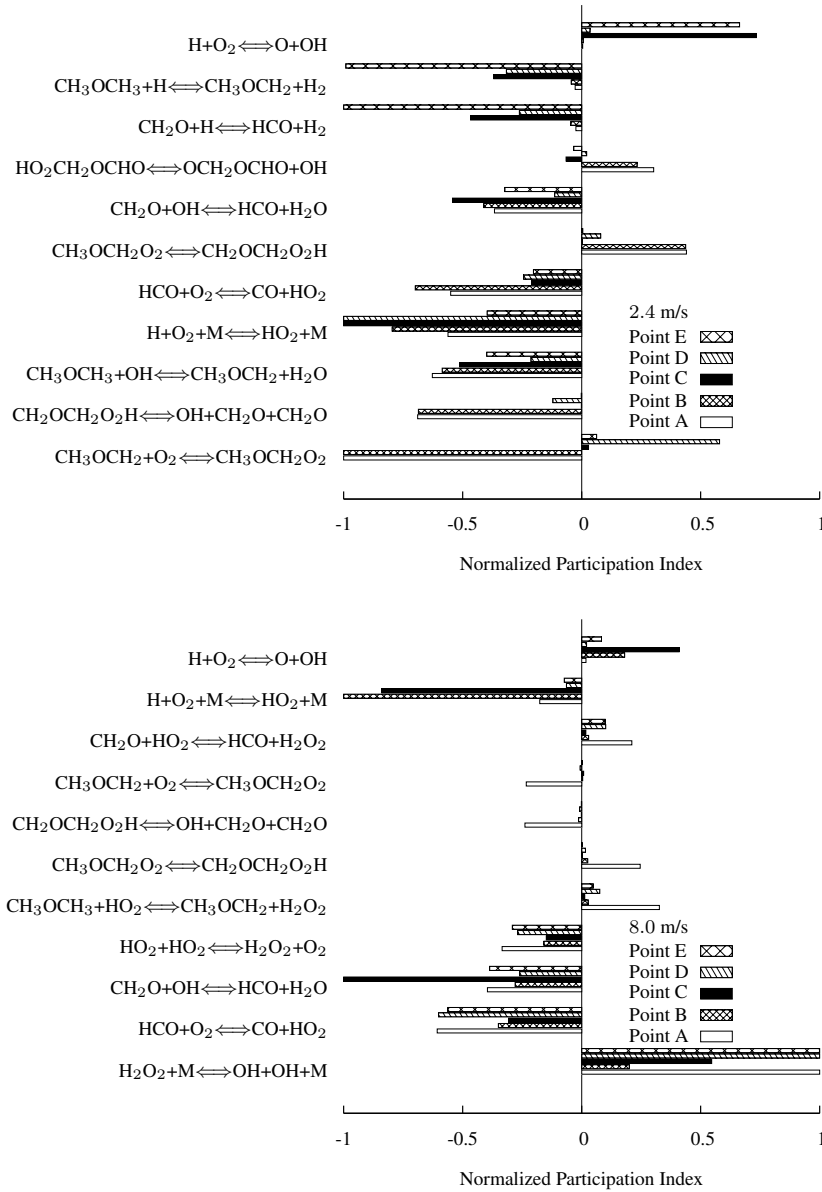 H+O₂⟺O+OH
CH₃OCH₃+H⟺CH₃OCH₂+H₂
CH₂O+H⟺HCO+H₂
HO₂CH₂OCHO⟺OCH₂OCHO+OH
CH₂O+OH⟺HCO+H₂O
CH₃OCH₂O₂⟺CH₂OCH₂O₂H
HCO+O₂⟺CO+HO₂
H+O₂+M⟺HO₂+M
CH₃OCH₃+OH⟺CH₃OCH₂+H₂O
CH₂OCH₂O₂H⟺OH+CH₂O+CH₂O
CH₃OCH₂+O₂⟺CH₃OCH₂O₂
2.4 m/s
Point E
Point D
Point C
Point B
Point A
-1 -0.5 0 0.5 1
Normalized Participation Index
H+O₂⟺O+OH
H+O₂+M⟺HO₂+M
CH₂O+HO₂⟺HCO+H₂O₂
CH₃OCH₂+O₂⟺CH₃OCH₂O₂
CH₂OCH₂O₂H⟺OH+CH₂O+CH₂O
CH₃OCH₂O₂⟺CH₂OCH₂O₂H
CH₃OCH₃+HO₂⟺CH₃OCH₂+H₂O₂
HO₂+HO₂⟺H₂O₂+O₂
CH₂O+OH⟺HCO+H₂O
HCO+O₂⟺CO+HO₂
H₂O₂+M⟺OH+OH+M
8.0 m/s
Point E
Point D
Point C
Point B
Point A
-1 -0.5 0 0.5 1
Normalized Participation Index